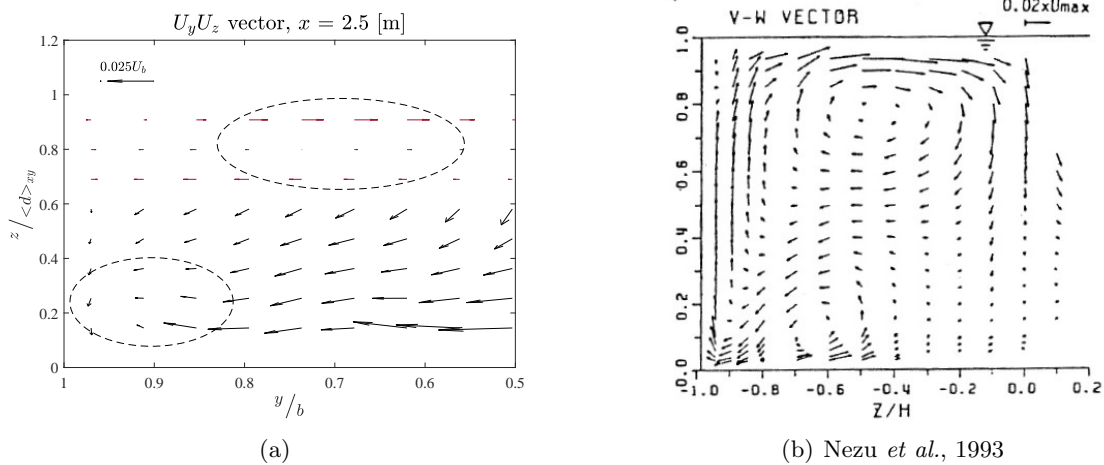 U_yU_z vector, x = 2.5 [m]
0.025U_b
1.2
1
0.8
0.6
0.4
0.2
0
z/<d>_xy
1
0.9
0.8
0.7
0.6
0.5
y/b
(a)
V-W VECTOR
0.02xUmax
1.0
0.8
0.6
0.4
0.2
0.0
-1.0
-0.8
-0.6
-0.4
-0.2
0.0
0.2
Z/H
(b) Nezu et al., 1993